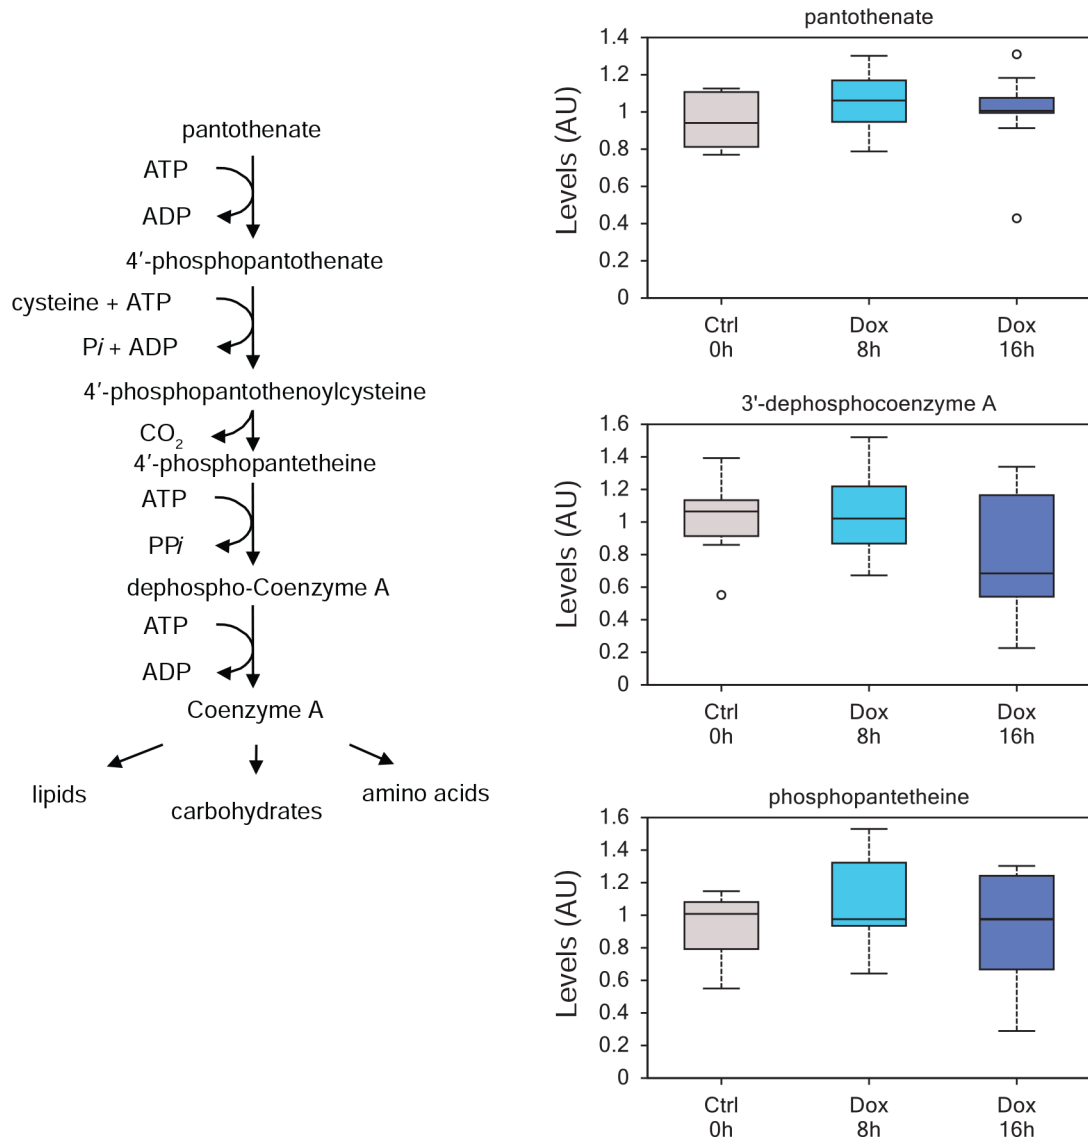 pantothenate
ATP
ADP
4′-phosphopantothenate
cysteine + ATP
Pi + ADP
4′-phosphopantothenoylcysteine
CO2
4′-phosphopantetheine
ATP
PPi
dephospho-Coenzyme A
ATP
ADP
Coenzyme A
lipids
carbohydrates
amino acids
pantothenate
Levels (AU)
1.4
1.2
1
0.8
0.6
0.4
0.2
0
Ctrl Dox Dox
0h 8h 16h
3'-dephosphocoenzyme A
Levels (AU)
1.6
1.4
1.2
1
0.8
0.6
0.4
0.2
0
Ctrl Dox Dox
0h 8h 16h
phosphopantetheine
Levels (AU)
1.6
1.4
1.2
1
0.8
0.6
0.4
0.2
0
Ctrl Dox Dox
0h 8h 16h